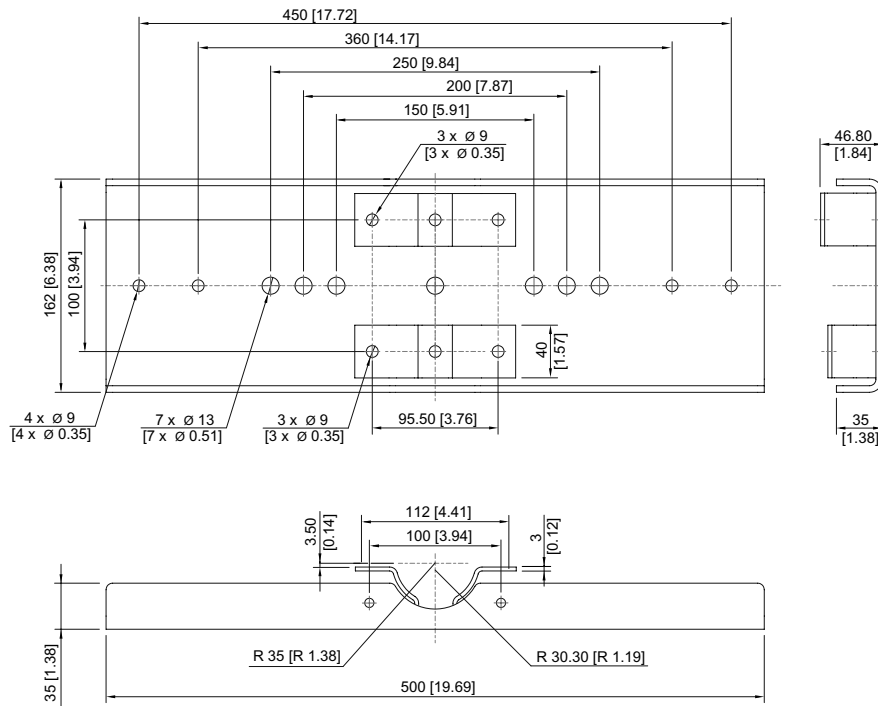 450 [17.72]
360 [14.17]
250 [9.84]
200 [7.87]
150 [5.91]
3 x Ø 9
[3 x Ø 0.35]
46.80
[1.84]
162 [6.38]
100 [3.94]
40
[1.57]
4 x Ø 9
[4 x Ø 0.35]
7 x Ø 13
[7 x Ø 0.51]
3 x Ø 9
[3 x Ø 0.35]
95.50 [3.76]
35
[1.38]
3.50
[0.14]
112 [4.41]
100 [3.94]
3
[0.12]
35 [1.38]
R 35 [R 1.38]
R 30.30 [R 1.19]
500 [19.69]